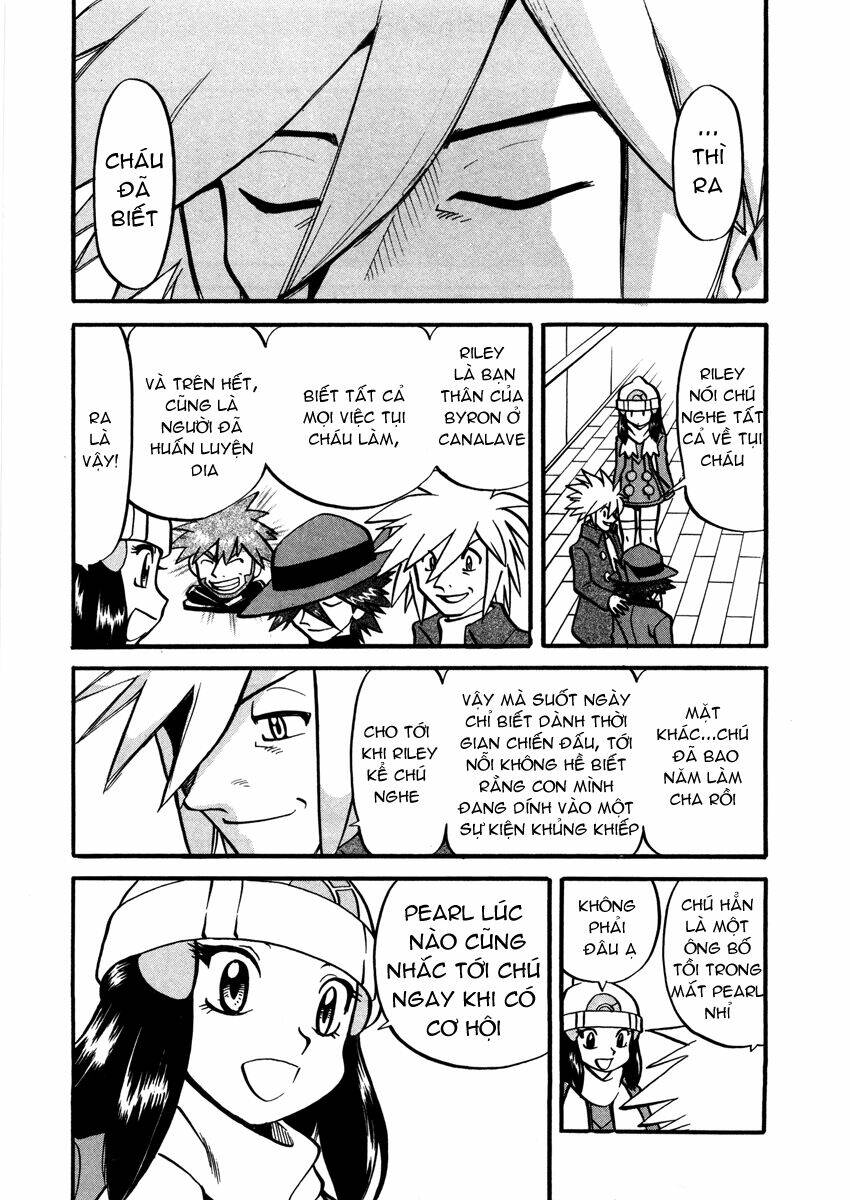 ...
THÌ
RA
CHÁU
ĐÃ
BIẾT
RILEY
NÓI CHÚ
NGHE TẤT
CẢ VỀ TỤI
CHÁU
RILEY
LÀ BẠN
THÂN CỦA
BYRON Ở
CANALAVE
BIẾT TẤT CẢ
MỌI VIỆC TỤI
CHÁU LÀM,
VÀ TRÊN HẾT,
CŨNG LÀ
NGƯỜI ĐÃ
HUẤN LUYỆN
DIA
RA
LÀ
VẬY!
MẶT
KHÁC...CHÚ
ĐÃ BAO
NĂM LÀM
CHA RỒI
VẬY MÀ SUỐT NGÀY
CHỈ BIẾT DÀNH THỜI
GIAN CHIẾN ĐẤU, TỚI
NỖI KHÔNG HỀ BIẾT
RẰNG CON MÌNH
ĐANG DÍNH VÀO MỘT
SỰ KIỆN KHỦNG KHIẾP
CHO TỚI
KHI RILEY
KỂ CHÚ
NGHE
CHÚ HẲN
LÀ MỘT
ÔNG BỐ
TỒI TRONG
MẮT PEARL
NHỈ
KHÔNG
PHẢI
ĐÂU Ạ
PEARL LÚC
NÀO CŨNG
NHẮC TỚI CHÚ
NGAY KHI CÓ
CƠ HỘI